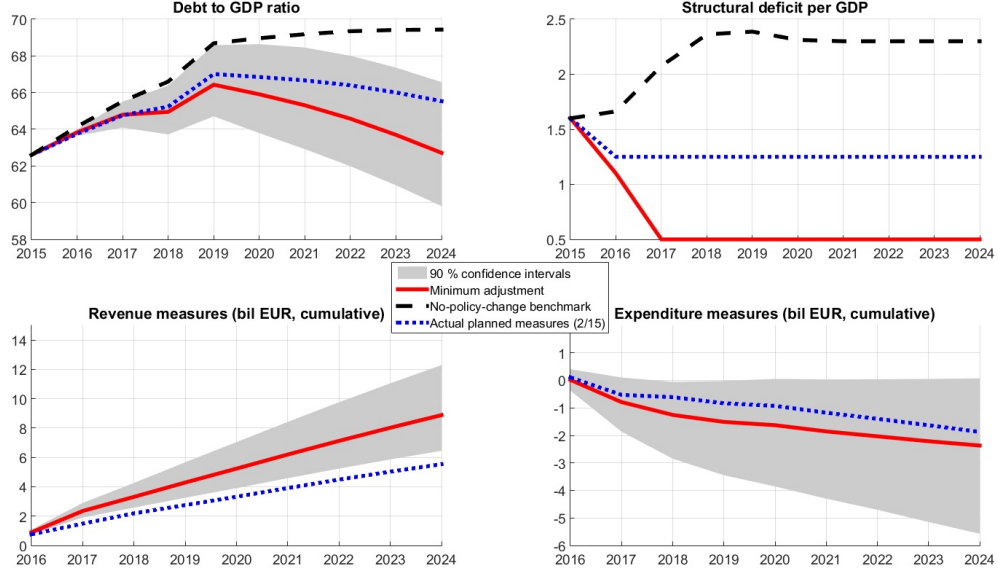 Debt to GDP ratio
70
68
66
64
62
60
58
2015 2016 2017 2018 2019 2020 2021 2022 2023 2024
Structural deficit per GDP
2.5
2
1.5
1
0.5
2015 2016 2017 2018 2019 2020 2021 2022 2023 2024
90 % confidence intervals
Minimum adjustment
No-policy-change benchmark
Actual planned measures (2/15)
Revenue measures (bil EUR, cumulative)
14
12
10
8
6
4
2
0
2016 2017 2018 2019 2020 2021 2022 2023 2024
Expenditure measures (bil EUR, cumulative)
1
0
-1
-2
-3
-4
-5
-6
2016 2017 2018 2019 2020 2021 2022 2023 2024